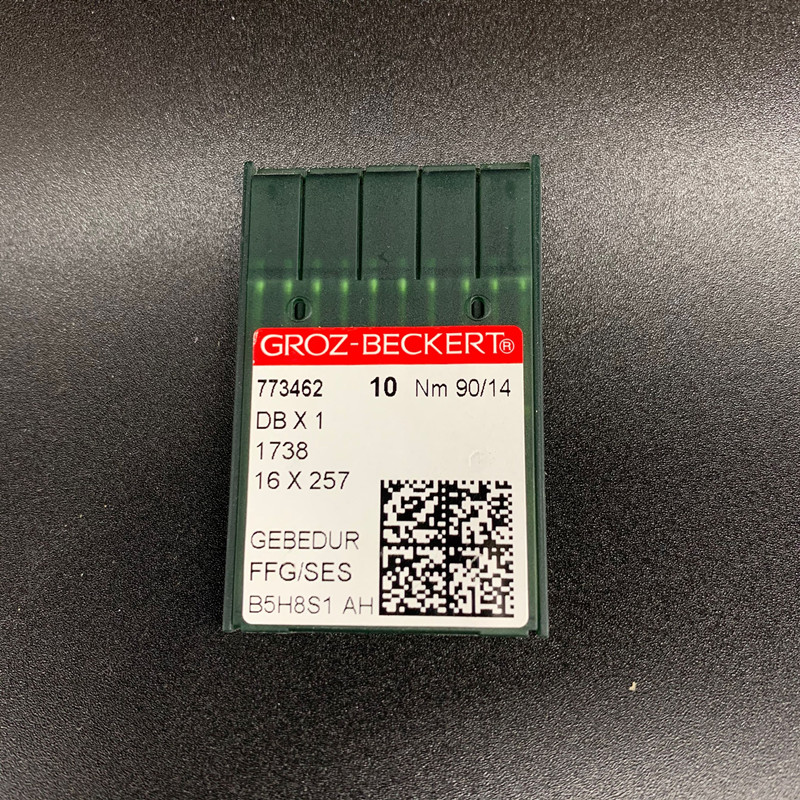 GROZ-BECKERT®
773462 10 Nm 90/14
DB X 1
1738
16 X 257
GEBEDUR
FFG/SES
B5H8S1 AH